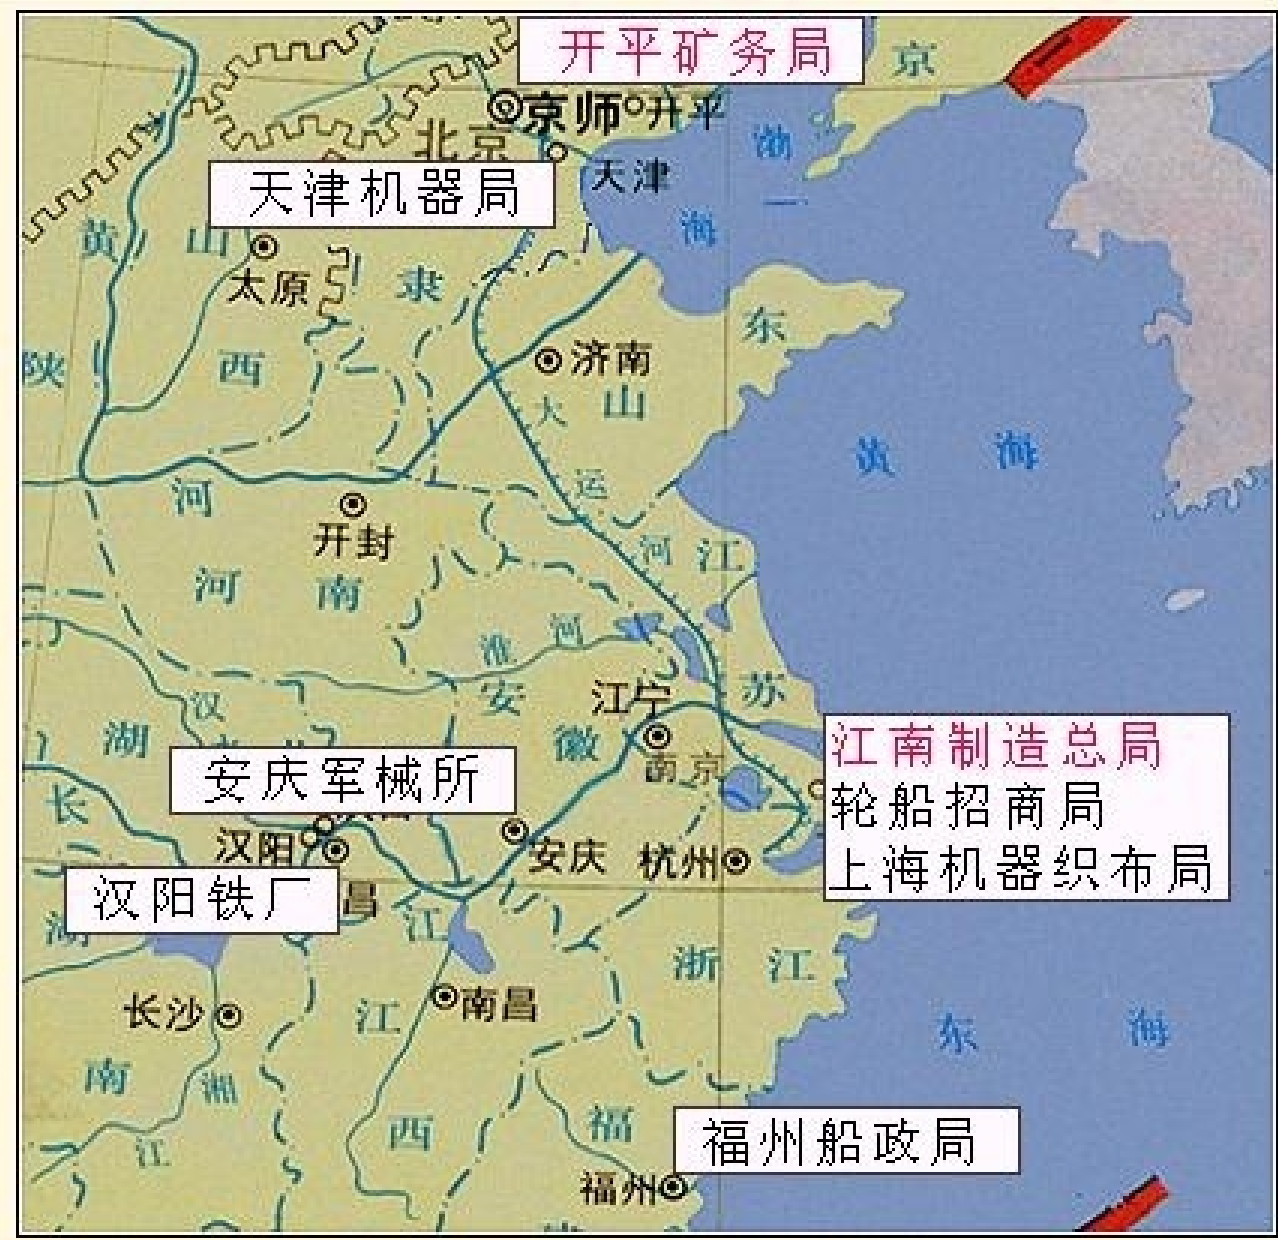 开平矿务局
京
京师
开平
北京
渤
天津
天津机器局
海
黄
山
太原
隶
东
陕
西
济南
大
山
黄
海
运
河
开封
河
江
河
南
淮
河
江宁
苏
安
汉
湖
徽
江南制造总局
南京
安庆军械所
轮船招商局
长
汉阳
安庆
杭州
上海机器织布局
汉阳铁厂
昌
湖
江
浙
江
长沙
南昌
江
东
海
南
湘
西
福
福州船政局
江
福州